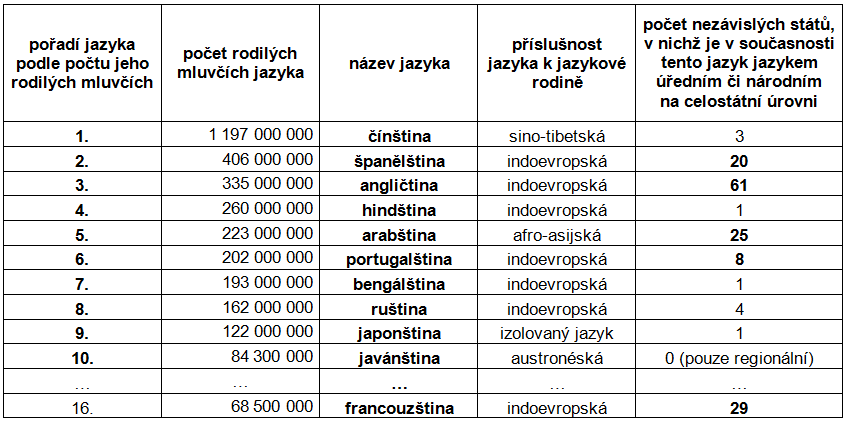 pořadí jazyka podle počtu jeho rodilých mluvčích | počet rodilých mluvčích jazyka | název jazyka | příslušnost jazyka k jazykové rodině | počet nezávislých států, v nichž je v současnosti tento jazyk jazykem úředním či národním na celostátní úrovni
1. | 1 197 000 000 | čínština | sino-tibetská | 3
2. | 406 000 000 | španělština | indoevropská | 20
3. | 335 000 000 | angličtina | indoevropská | 61
4. | 260 000 000 | hindština | indoevropská | 1
5. | 223 000 000 | arabština | afro-asijská | 25
6. | 202 000 000 | portugalština | indoevropská | 8
7. | 193 000 000 | bengálština | indoevropská | 1
8. | 162 000 000 | ruština | indoevropská | 4
9. | 122 000 000 | japonština | izolovaný jazyk | 1
10. | 84 300 000 | javánština | austronéská | 0 (pouze regionální)
... | ... | ... | ... | ...
16. | 68 500 000 | francouzština | indoevropská | 29